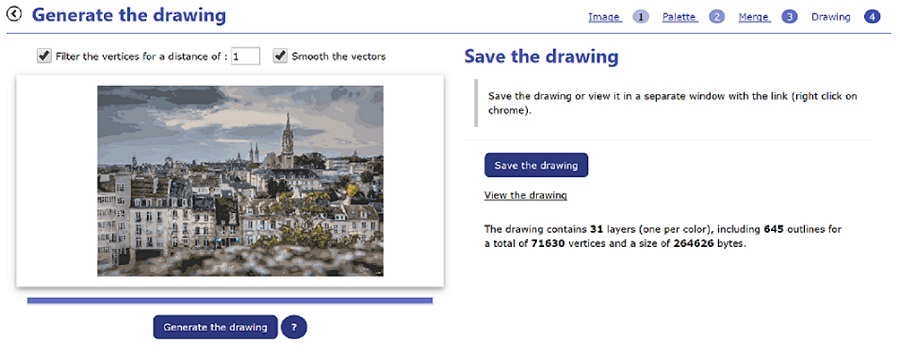 Generate the drawing
Image 1 Palette 2 Merge 3 Drawing 4
Filter the vertices for a distance of : 1 Smooth the vectors
Save the drawing
Save the drawing or view it in a separate window with the link (right click on
chrome).
Save the drawing
View the drawing
The drawing contains 31 layers (one per color), including 645 outlines for
a total of 71630 vertices and a size of 264626 bytes.
Generate the drawing ?